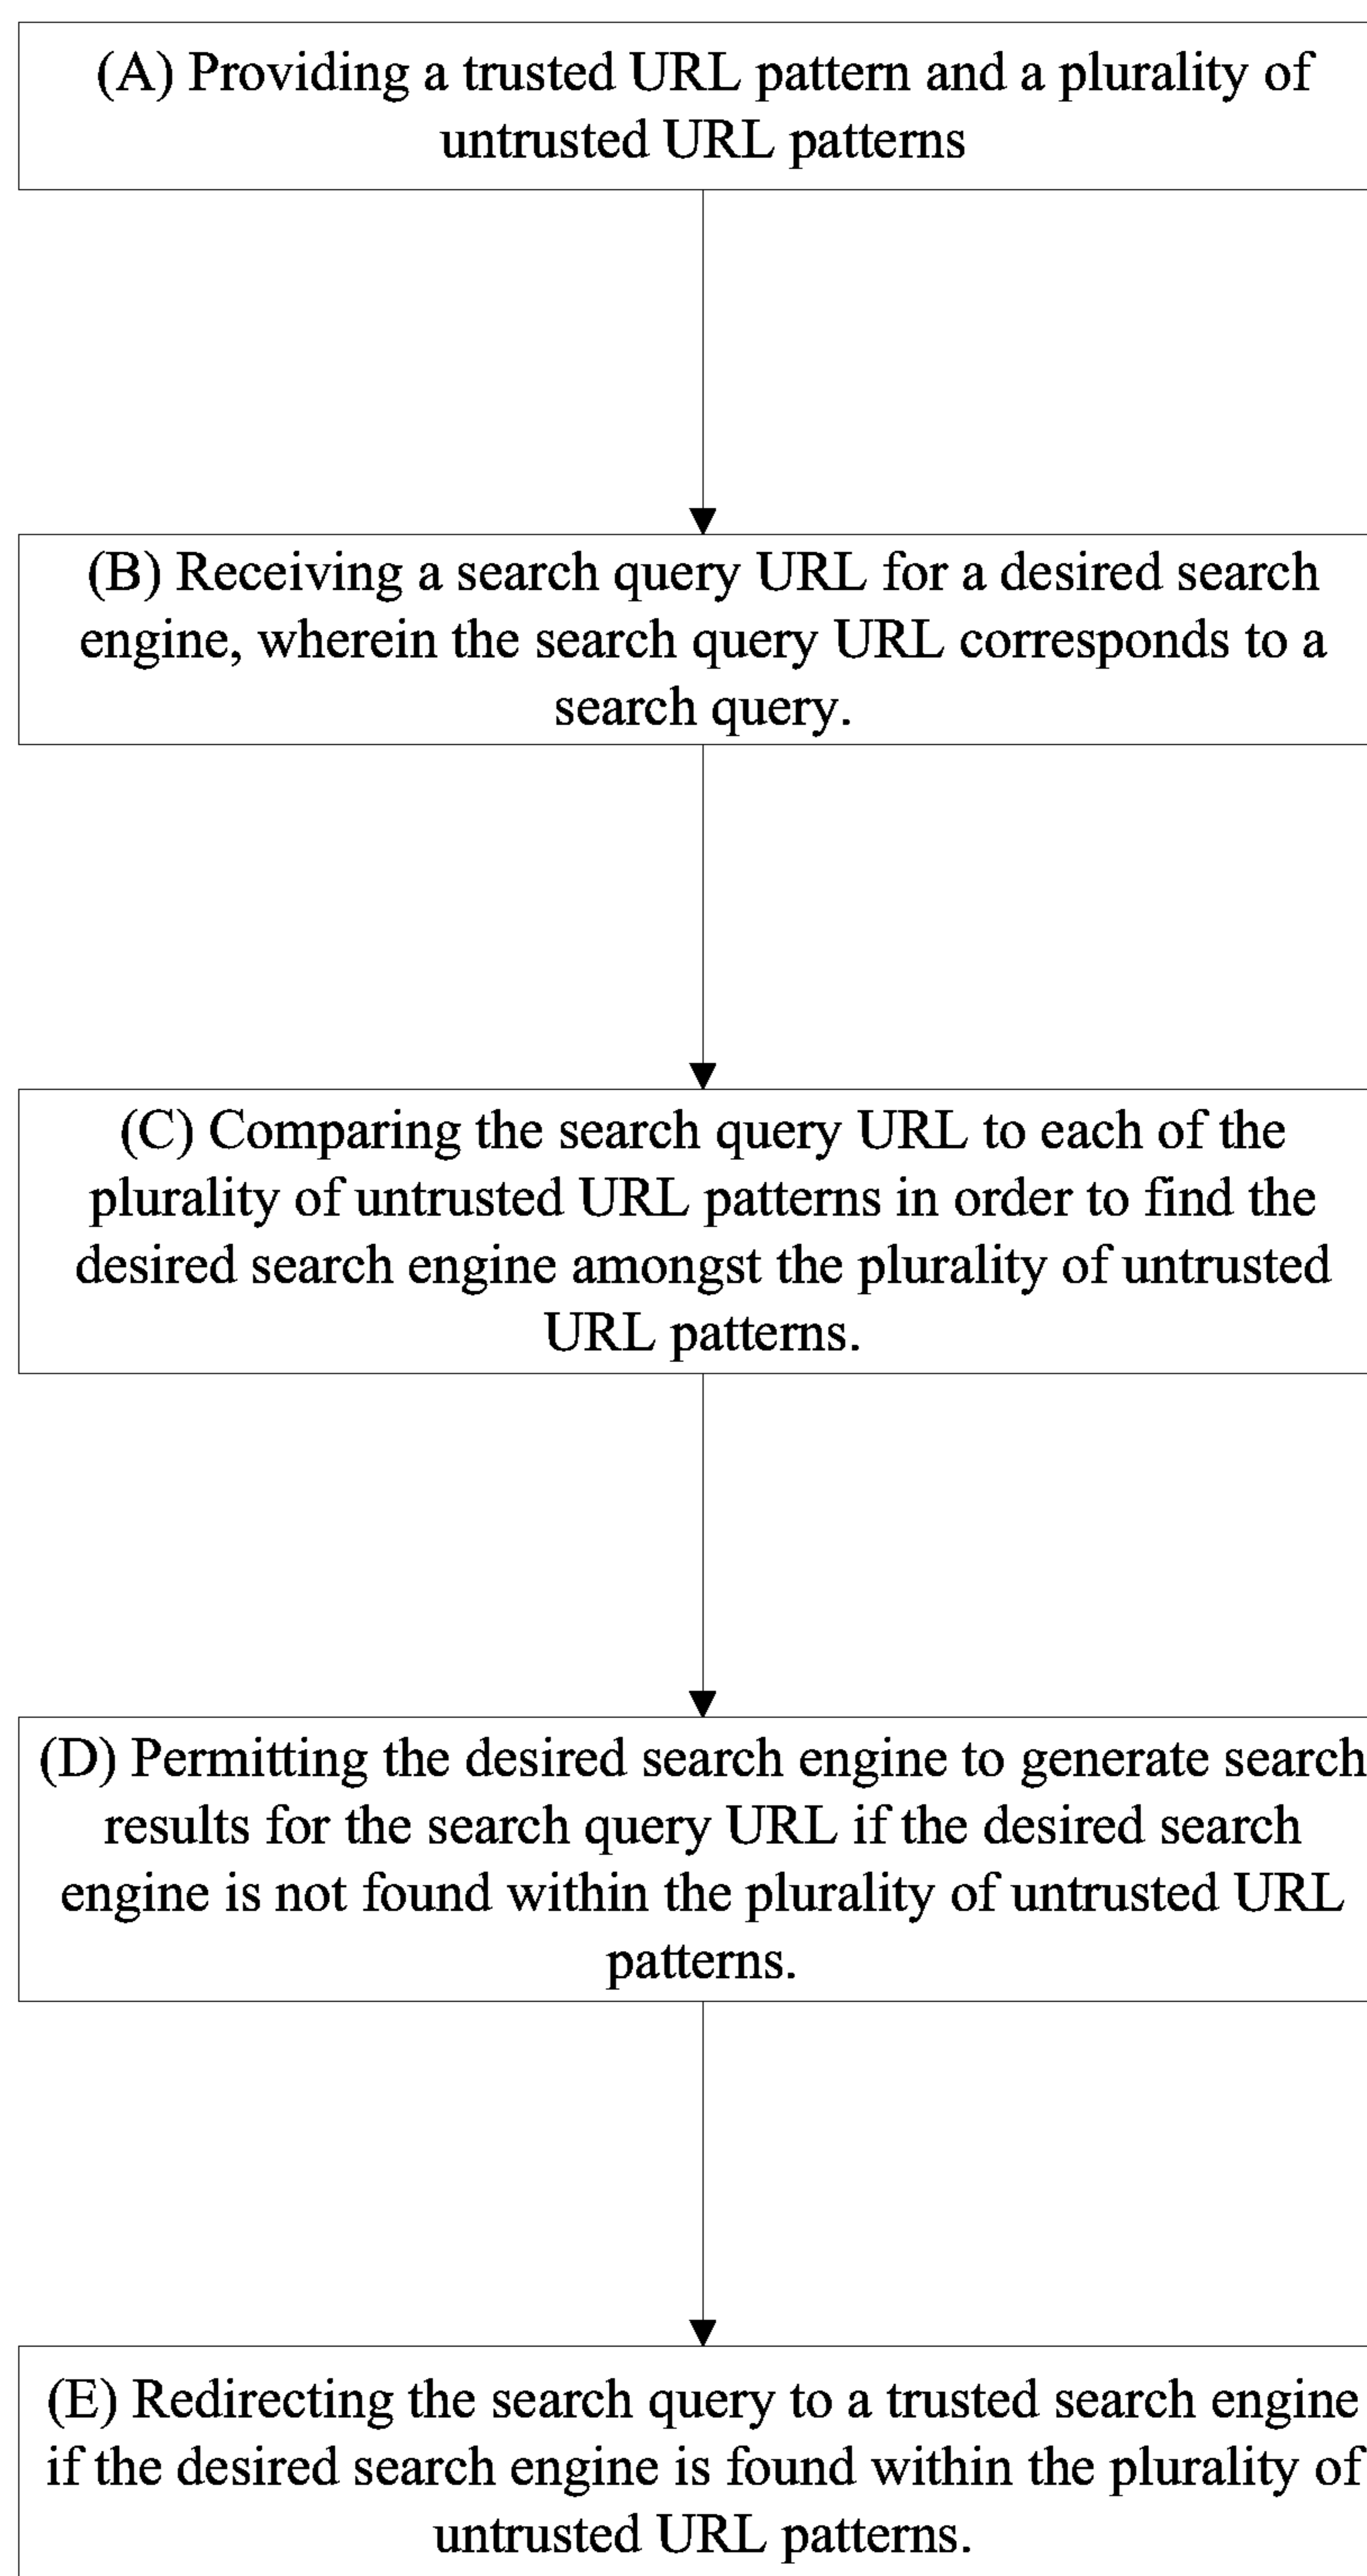 (A) Providing a trusted URL pattern and a plurality of
untrusted URL patterns
(B) Receiving a search query URL for a desired search
engine, wherein the search query URL corresponds to a
search query.
(C) Comparing the search query URL to each of the
plurality of untrusted URL patterns in order to find the
desired search engine amongst the plurality of untrusted
URL patterns.
(D) Permitting the desired search engine to generate search
results for the search query URL if the desired search
engine is not found within the plurality of untrusted URL
patterns.
(E) Redirecting the search query to a trusted search engine
if the desired search engine is found within the plurality of
untrusted URL patterns.